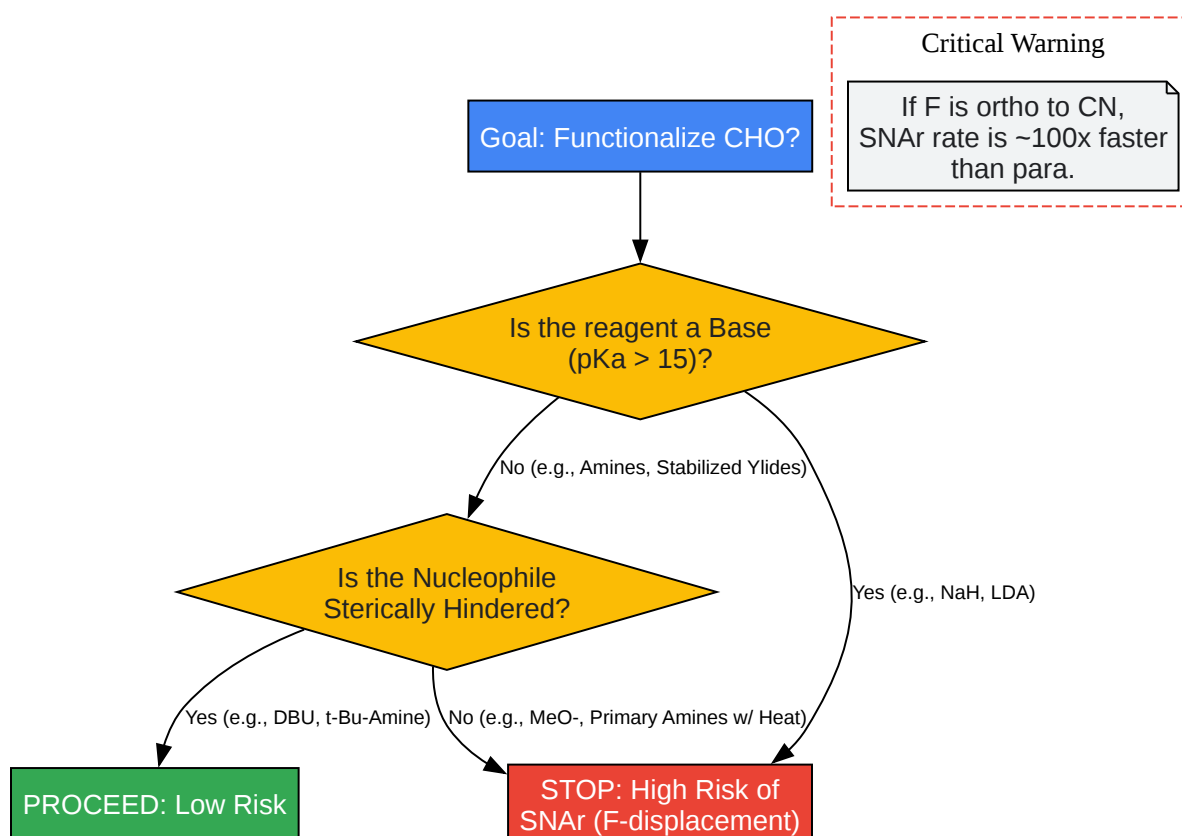 Critical Warning
If F is ortho to CN,
SNAr rate is ~100x faster
than para.
Goal: Functionalize CHO?
Is the reagent a Base
(pKa > 15)?
No (e.g., Amines, Stabilized Ylides)
Is the Nucleophile
Sterically Hindered?
Yes (e.g., NaH, LDA)
Yes (e.g., DBU, t-Bu-Amine)
No (e.g., MeO-, Primary Amines w/ Heat)
PROCEED: Low Risk
STOP: High Risk of
SNAr (F-displacement)